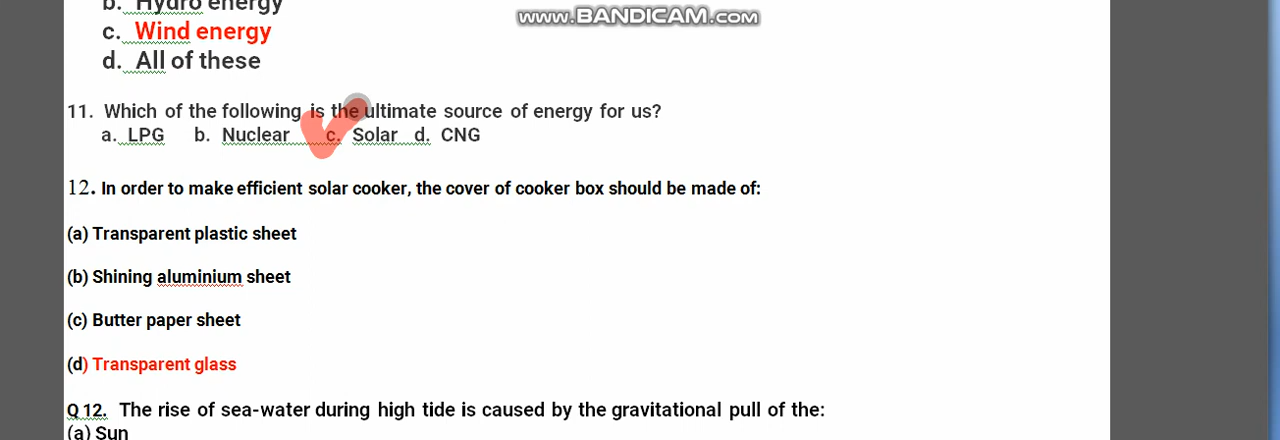 www.BANDICAM.com
b. Hydro energy
c. Wind energy
d. All of these
11. Which of the following is the ultimate source of energy for us?
a. LPG b. Nuclear c. Solar d. CNG
12. In order to make efficient solar cooker, the cover of cooker box should be made of:
(a) Transparent plastic sheet
(b) Shining aluminium sheet
(c) Butter paper sheet
(d) Transparent glass
Q 12. The rise of sea-water during high tide is caused by the gravitational pull of the:
(a) Sun